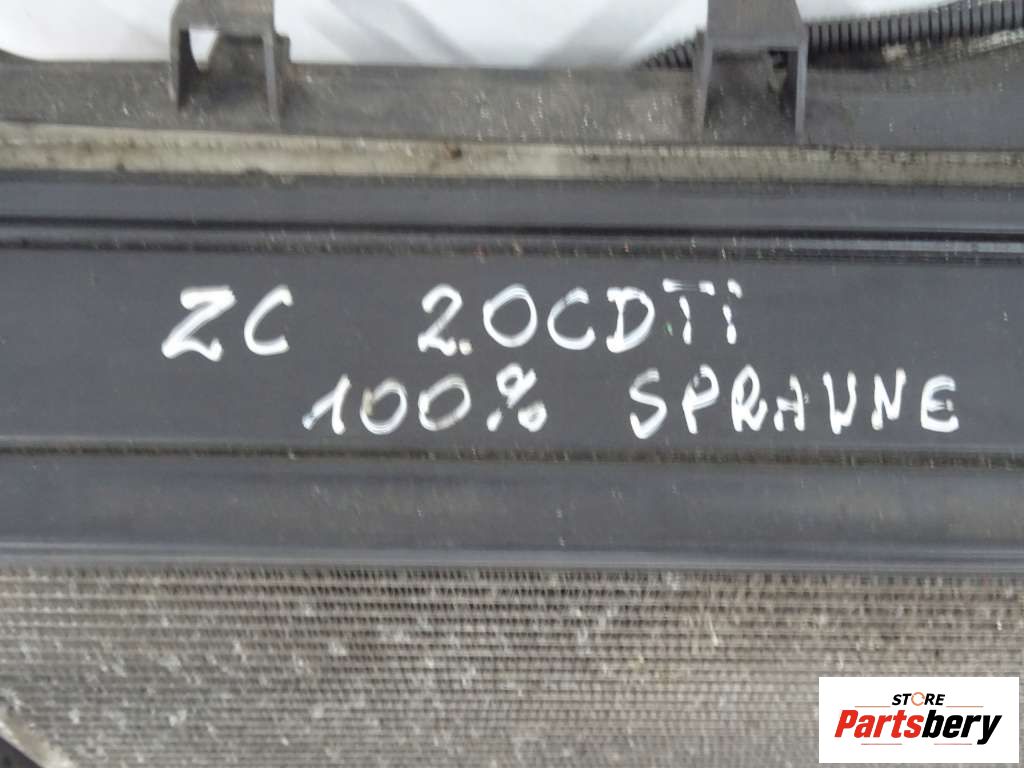 ZC 2.0CDTI
100% SPRAWNE
STORE
Partsbery